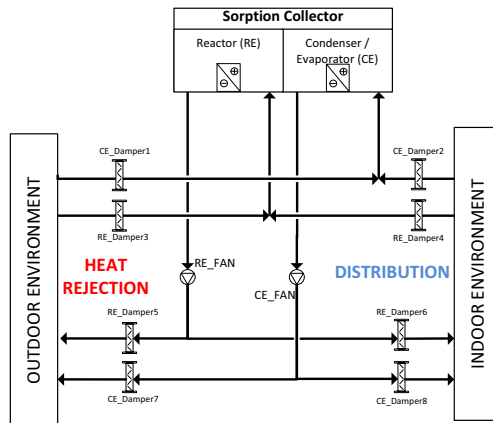 Sorption Collector
Reactor (RE)
Condenser /
Evaporator (CE)
CE_Damper1
CE_Damper2
RE_Damper3
RE_Damper4
OUTDOOR ENVIRONMENT
INDOOR ENVIRONMENT
HEAT
REJECTION
RE_FAN
DISTRIBUTION
CE_FAN
RE_Damper5
RE_Damper6
CE_Damper7
CE_Damper8